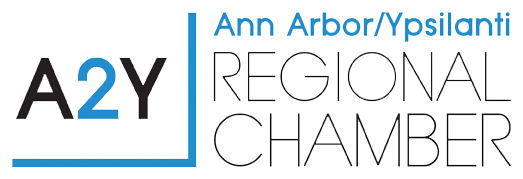 A2Y
Ann Arbor/Ypsilanti
REGIONAL
CHAMBER